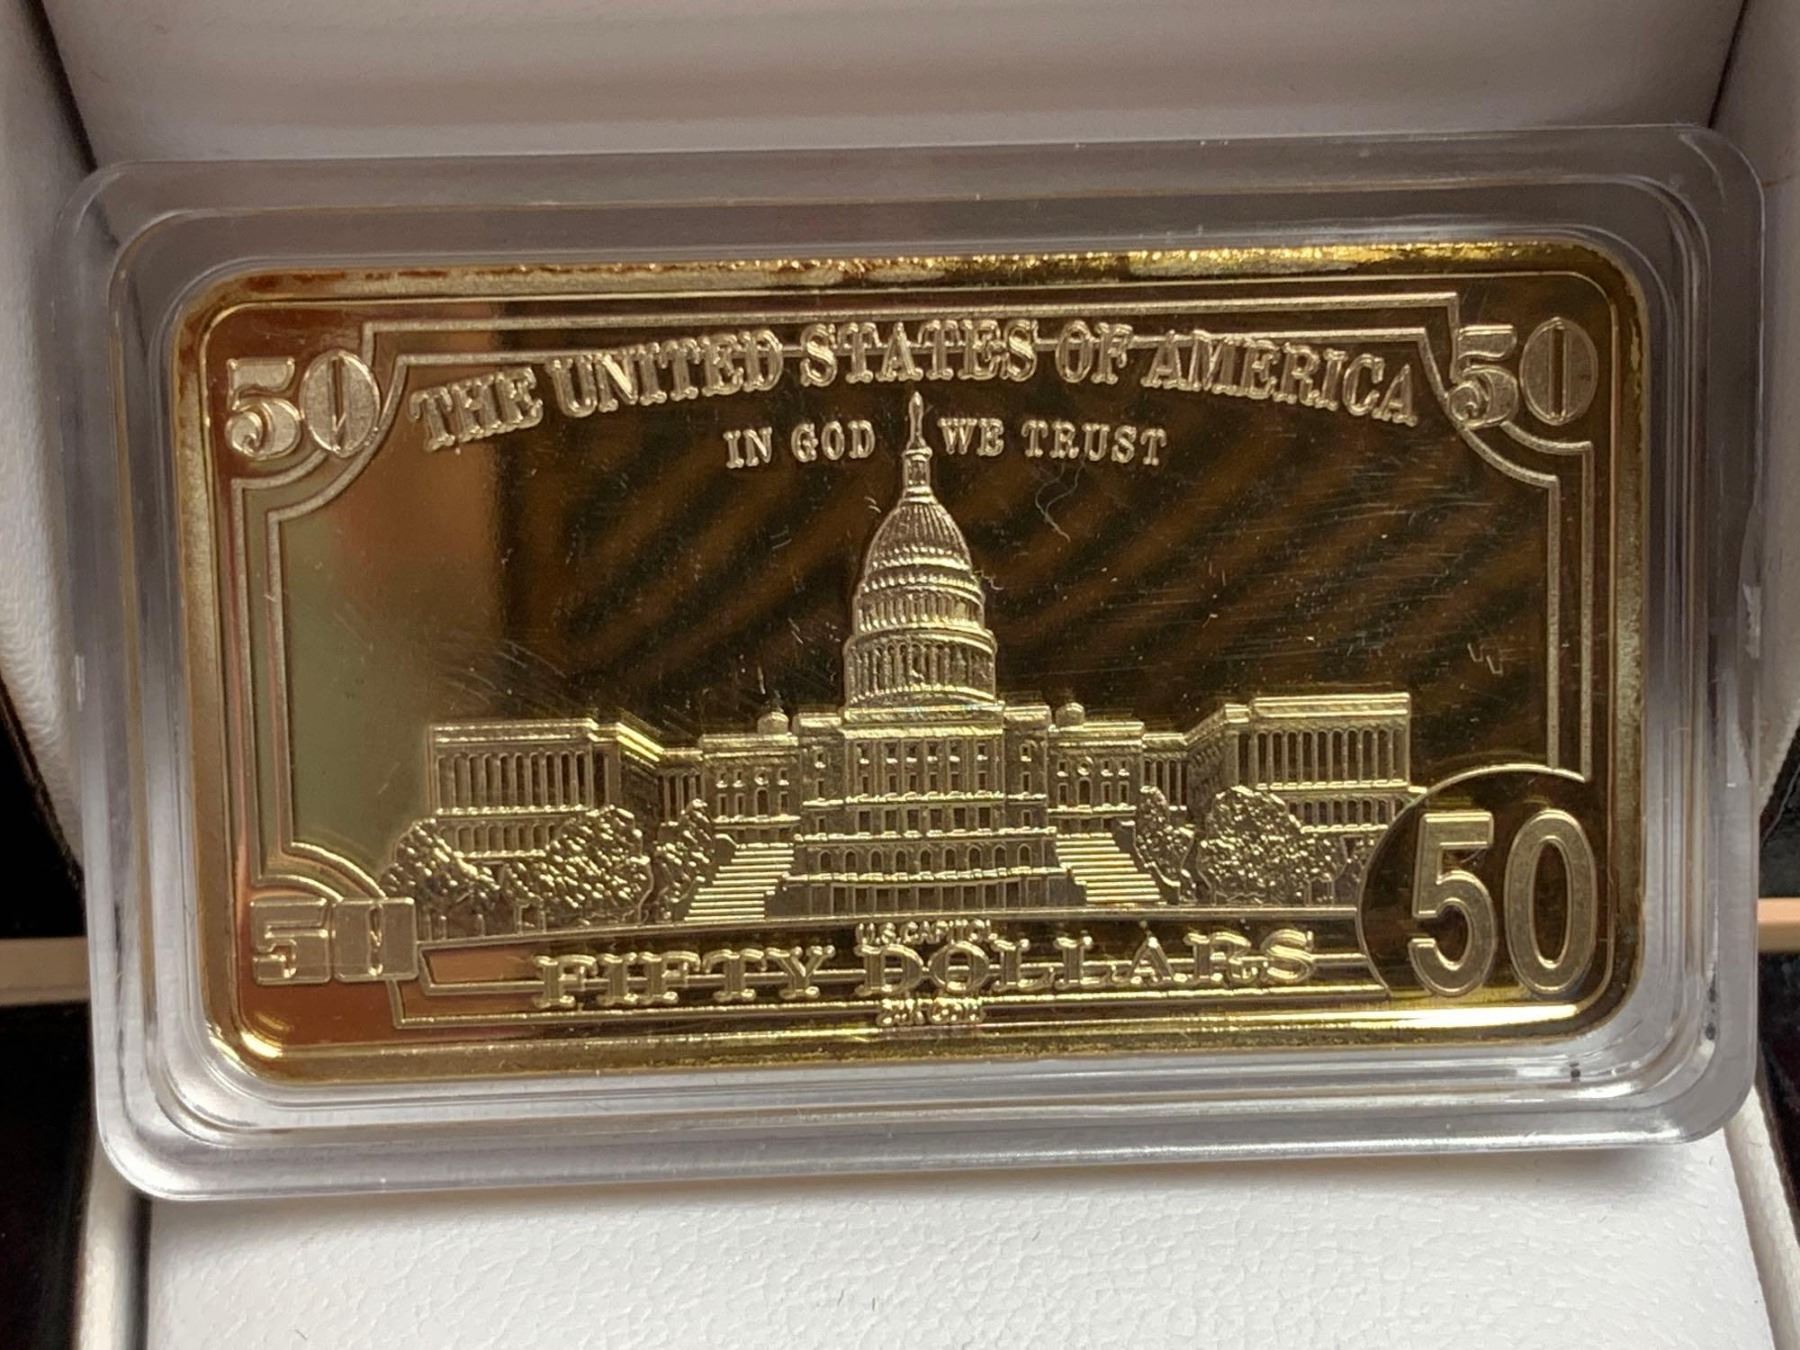 50 THE UNITED STATES OF AMERICA 50
IN GOD WE TRUST
U.S. CAPITOL
50 FIFTY DOLLARS 50